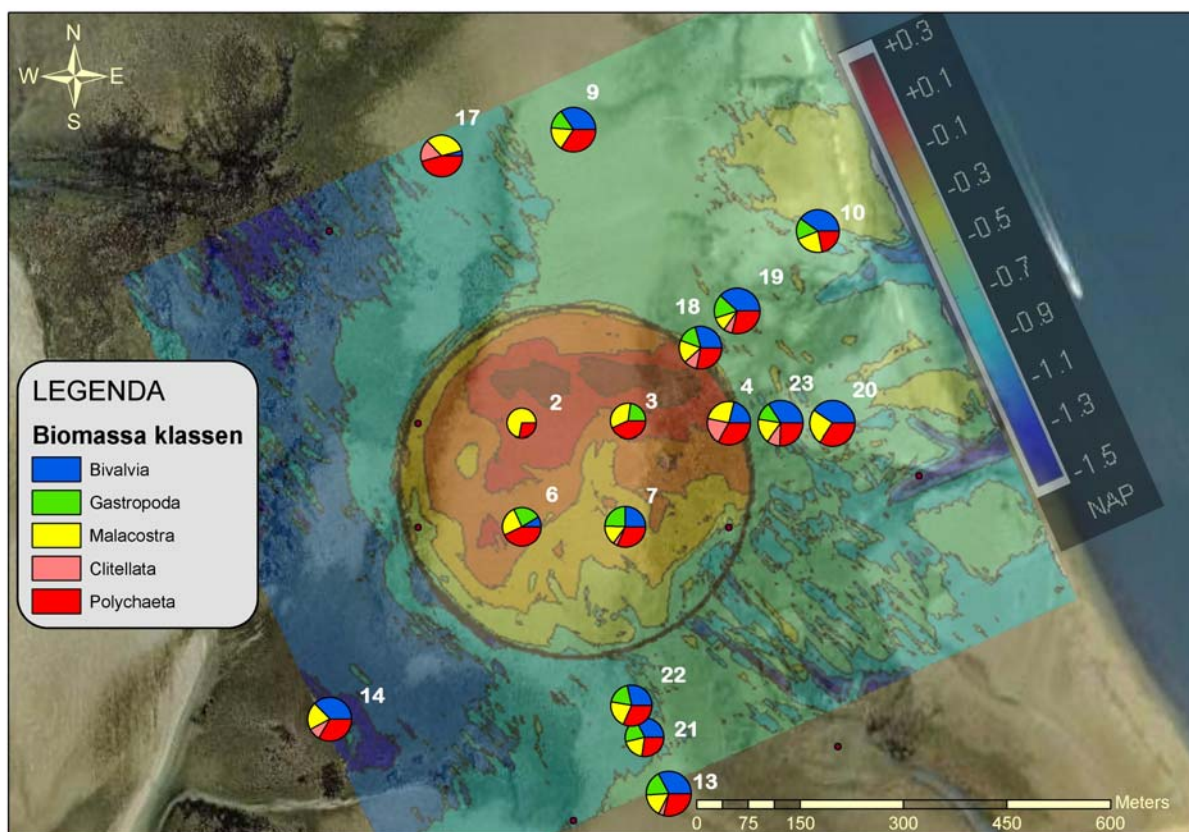 N
W E
S
17
9
10
19
18
2
3
4
23
20
6
7
14
22
21
13
+0.3
+0.1
-0.1
-0.3
-0.5
-0.7
-0.9
-1.1
-1.3
-1.5
NAP
LEGENDA
Biomassa klassen
Bivalvia
Gastropoda
Malacostra
Clitellata
Polychaeta
Meters
0 75 150 300 450 600